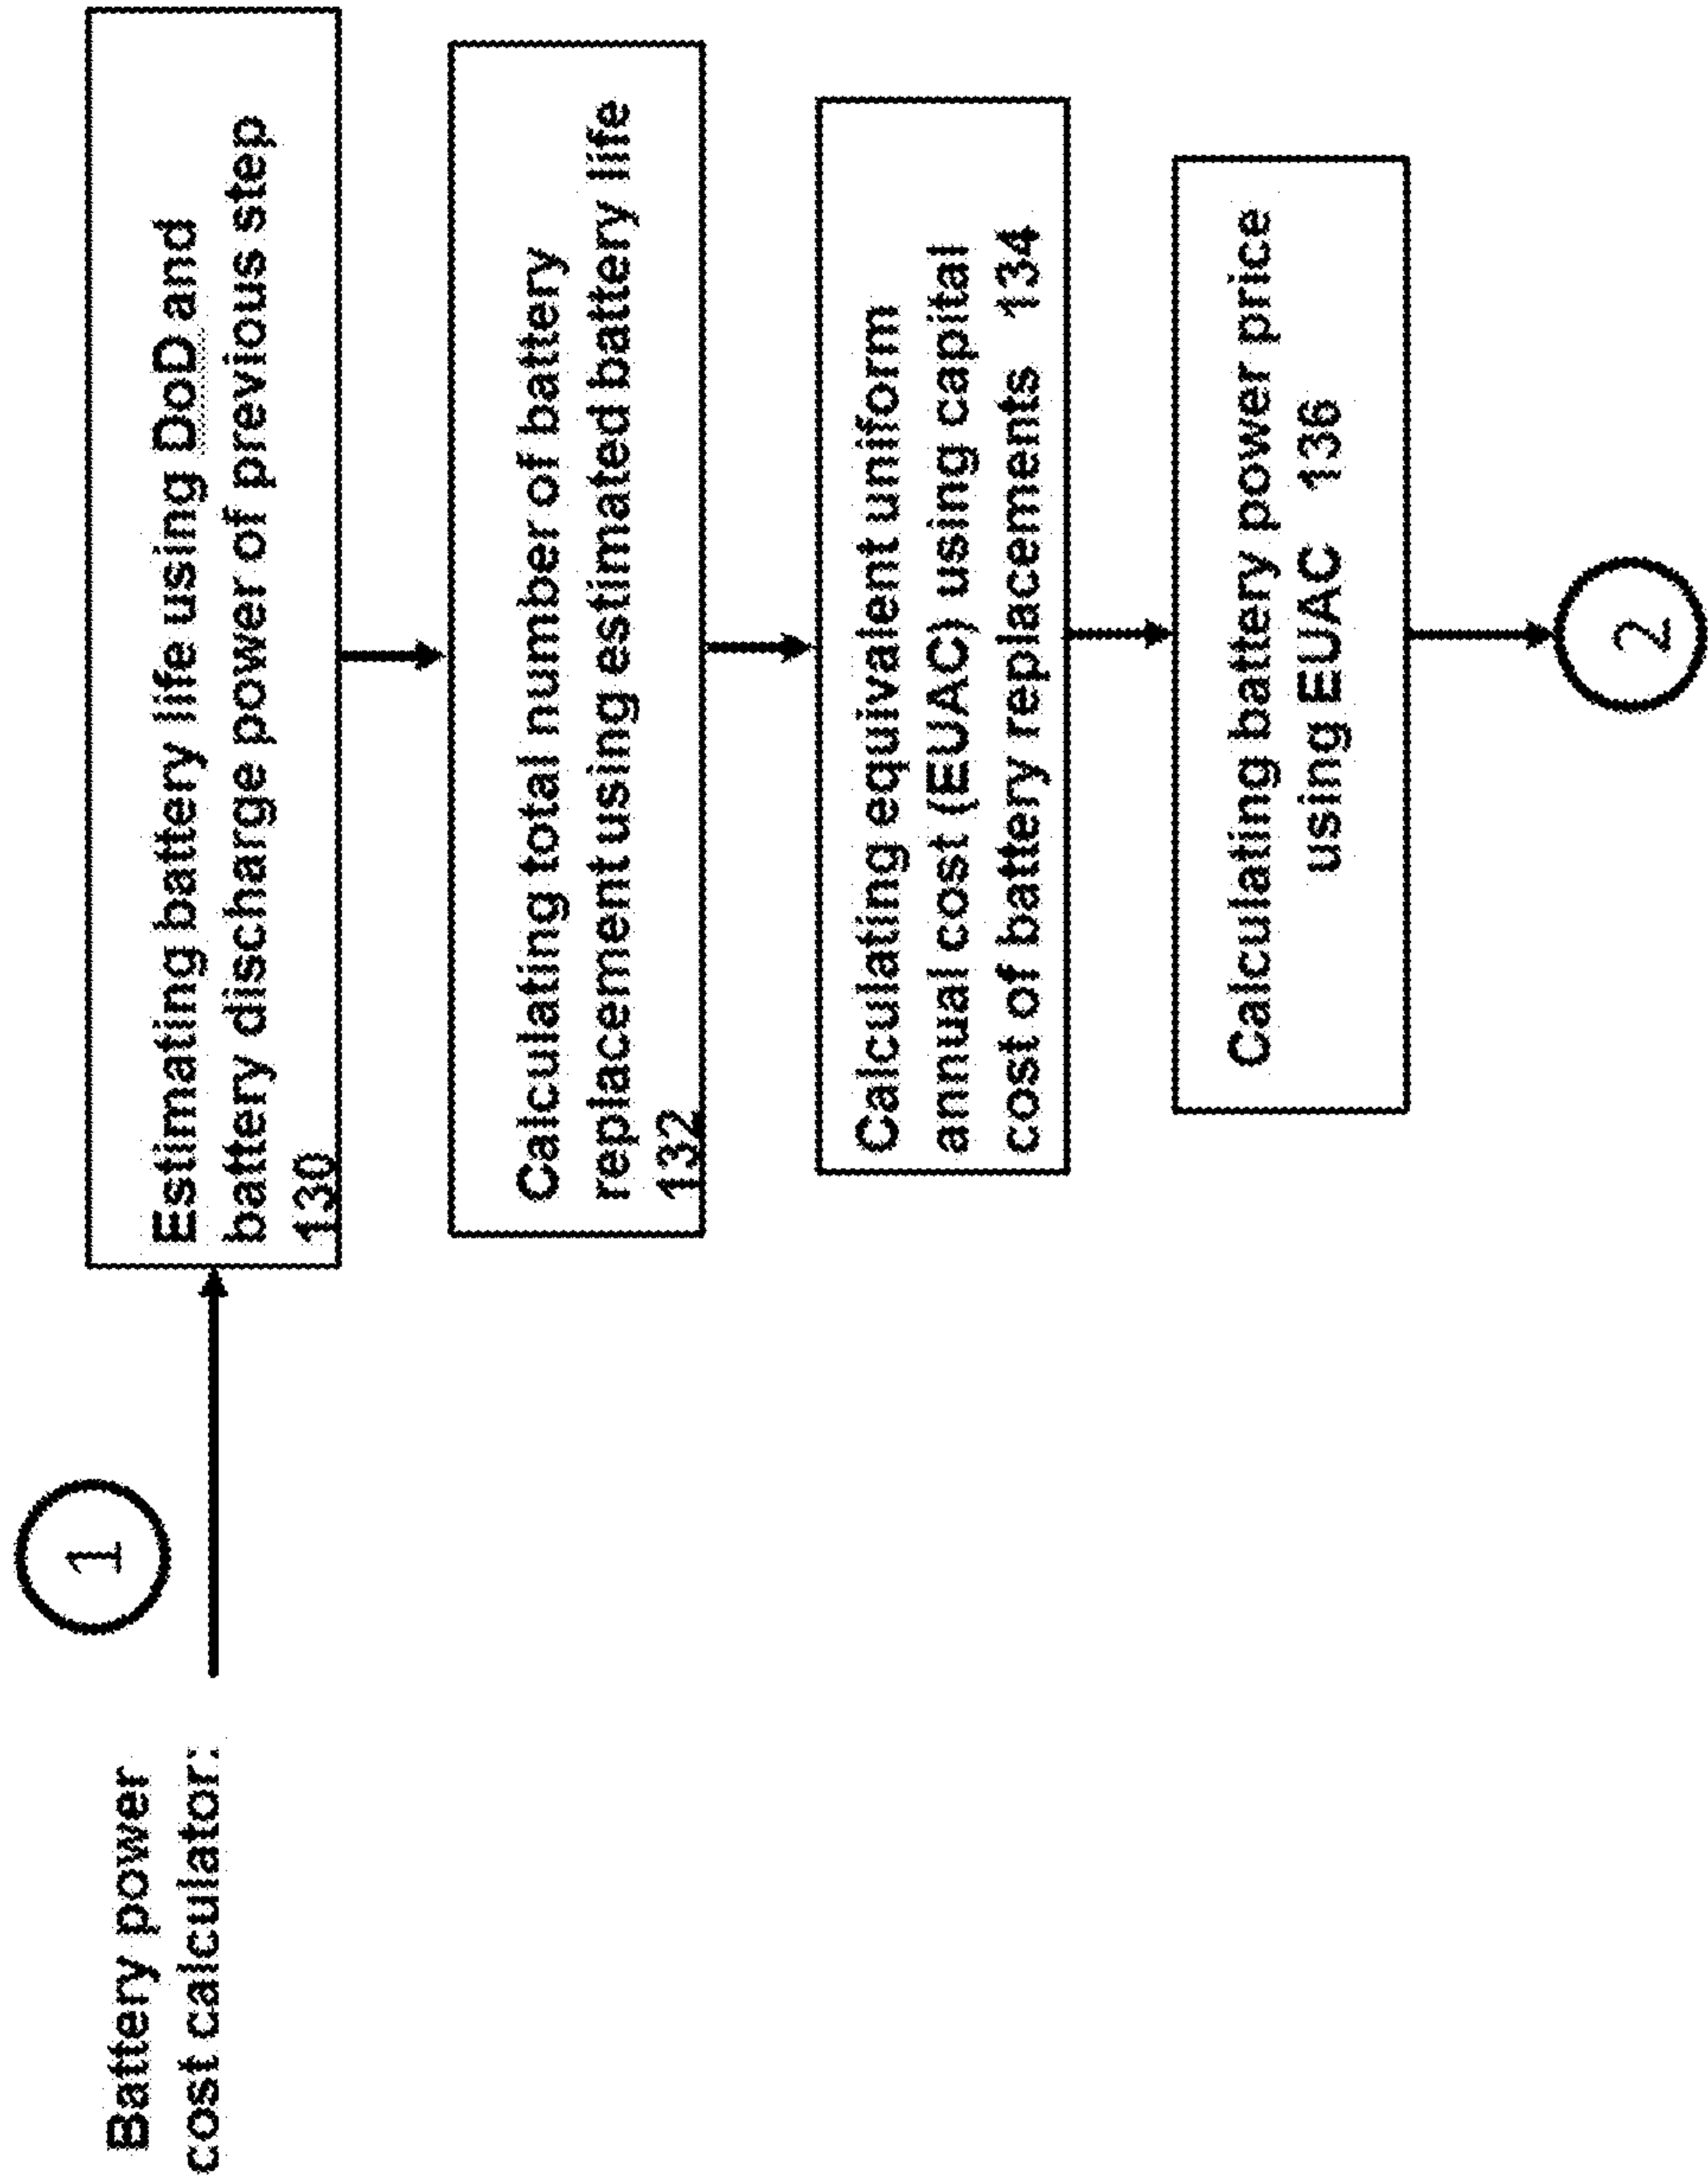 Battery power
cost calculator:
1
Estimating battery life using DoD and
battery discharge power of previous step
130
Calculating total number of battery
replacement using estimated battery life
132
Calculating equivalent uniform
annual cost (EUAC) using capital
cost of battery replacements 134
Calculating battery power price
using EUAC 136
2